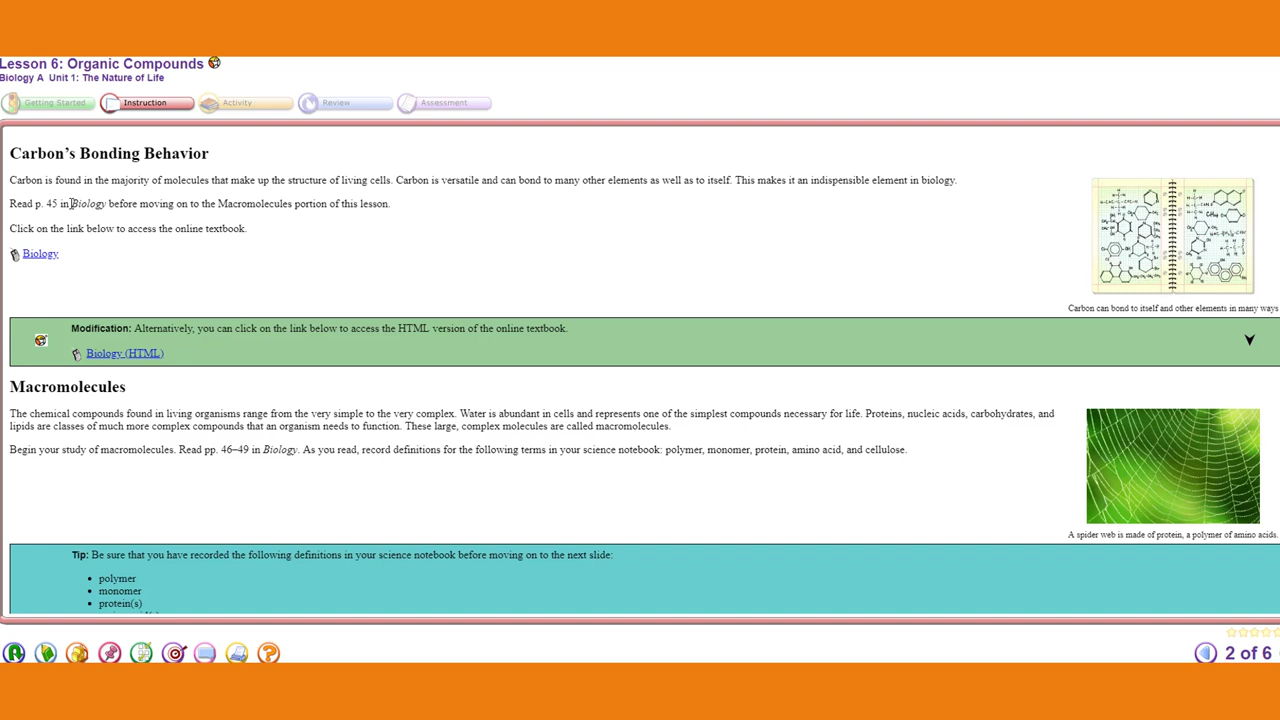 Lesson 6: Organic Compounds
Biology A Unit 1: The Nature of Life
Getting Started
Instruction
Activity
Review
Assessment
Carbon's Bonding Behavior
Carbon is found in the majority of molecules that make up the structure of living cells. Carbon is versatile and can bond to many other elements as well as to itself. This makes it an indispensible element in biology.
Read p. 45 in Biology before moving on to the Macromolecules portion of this lesson.
Click on the link below to access the online textbook.
Biology
Carbon can bond to itself and other elements in many ways
Modification: Alternatively, you can click on the link below to access the HTML version of the online textbook.
Biology (HTML)
Macromolecules
The chemical compounds found in living organisms range from the very simple to the very complex. Water is abundant in cells and represents one of the simplest compounds necessary for life. Proteins, nucleic acids, carbohydrates, and
lipids are classes of much more complex compounds that an organism needs to function. These large, complex molecules are called macromolecules.
Begin your study of macromolecules. Read pp. 46–49 in Biology. As you read, record definitions for the following terms in your science notebook: polymer, monomer, protein, amino acid, and cellulose.
A spider web is made of protein, a polymer of amino acids.
Tip: Be sure that you have recorded the following definitions in your science notebook before moving on to the next slide:
polymer
monomer
protein(s)
2 of 6